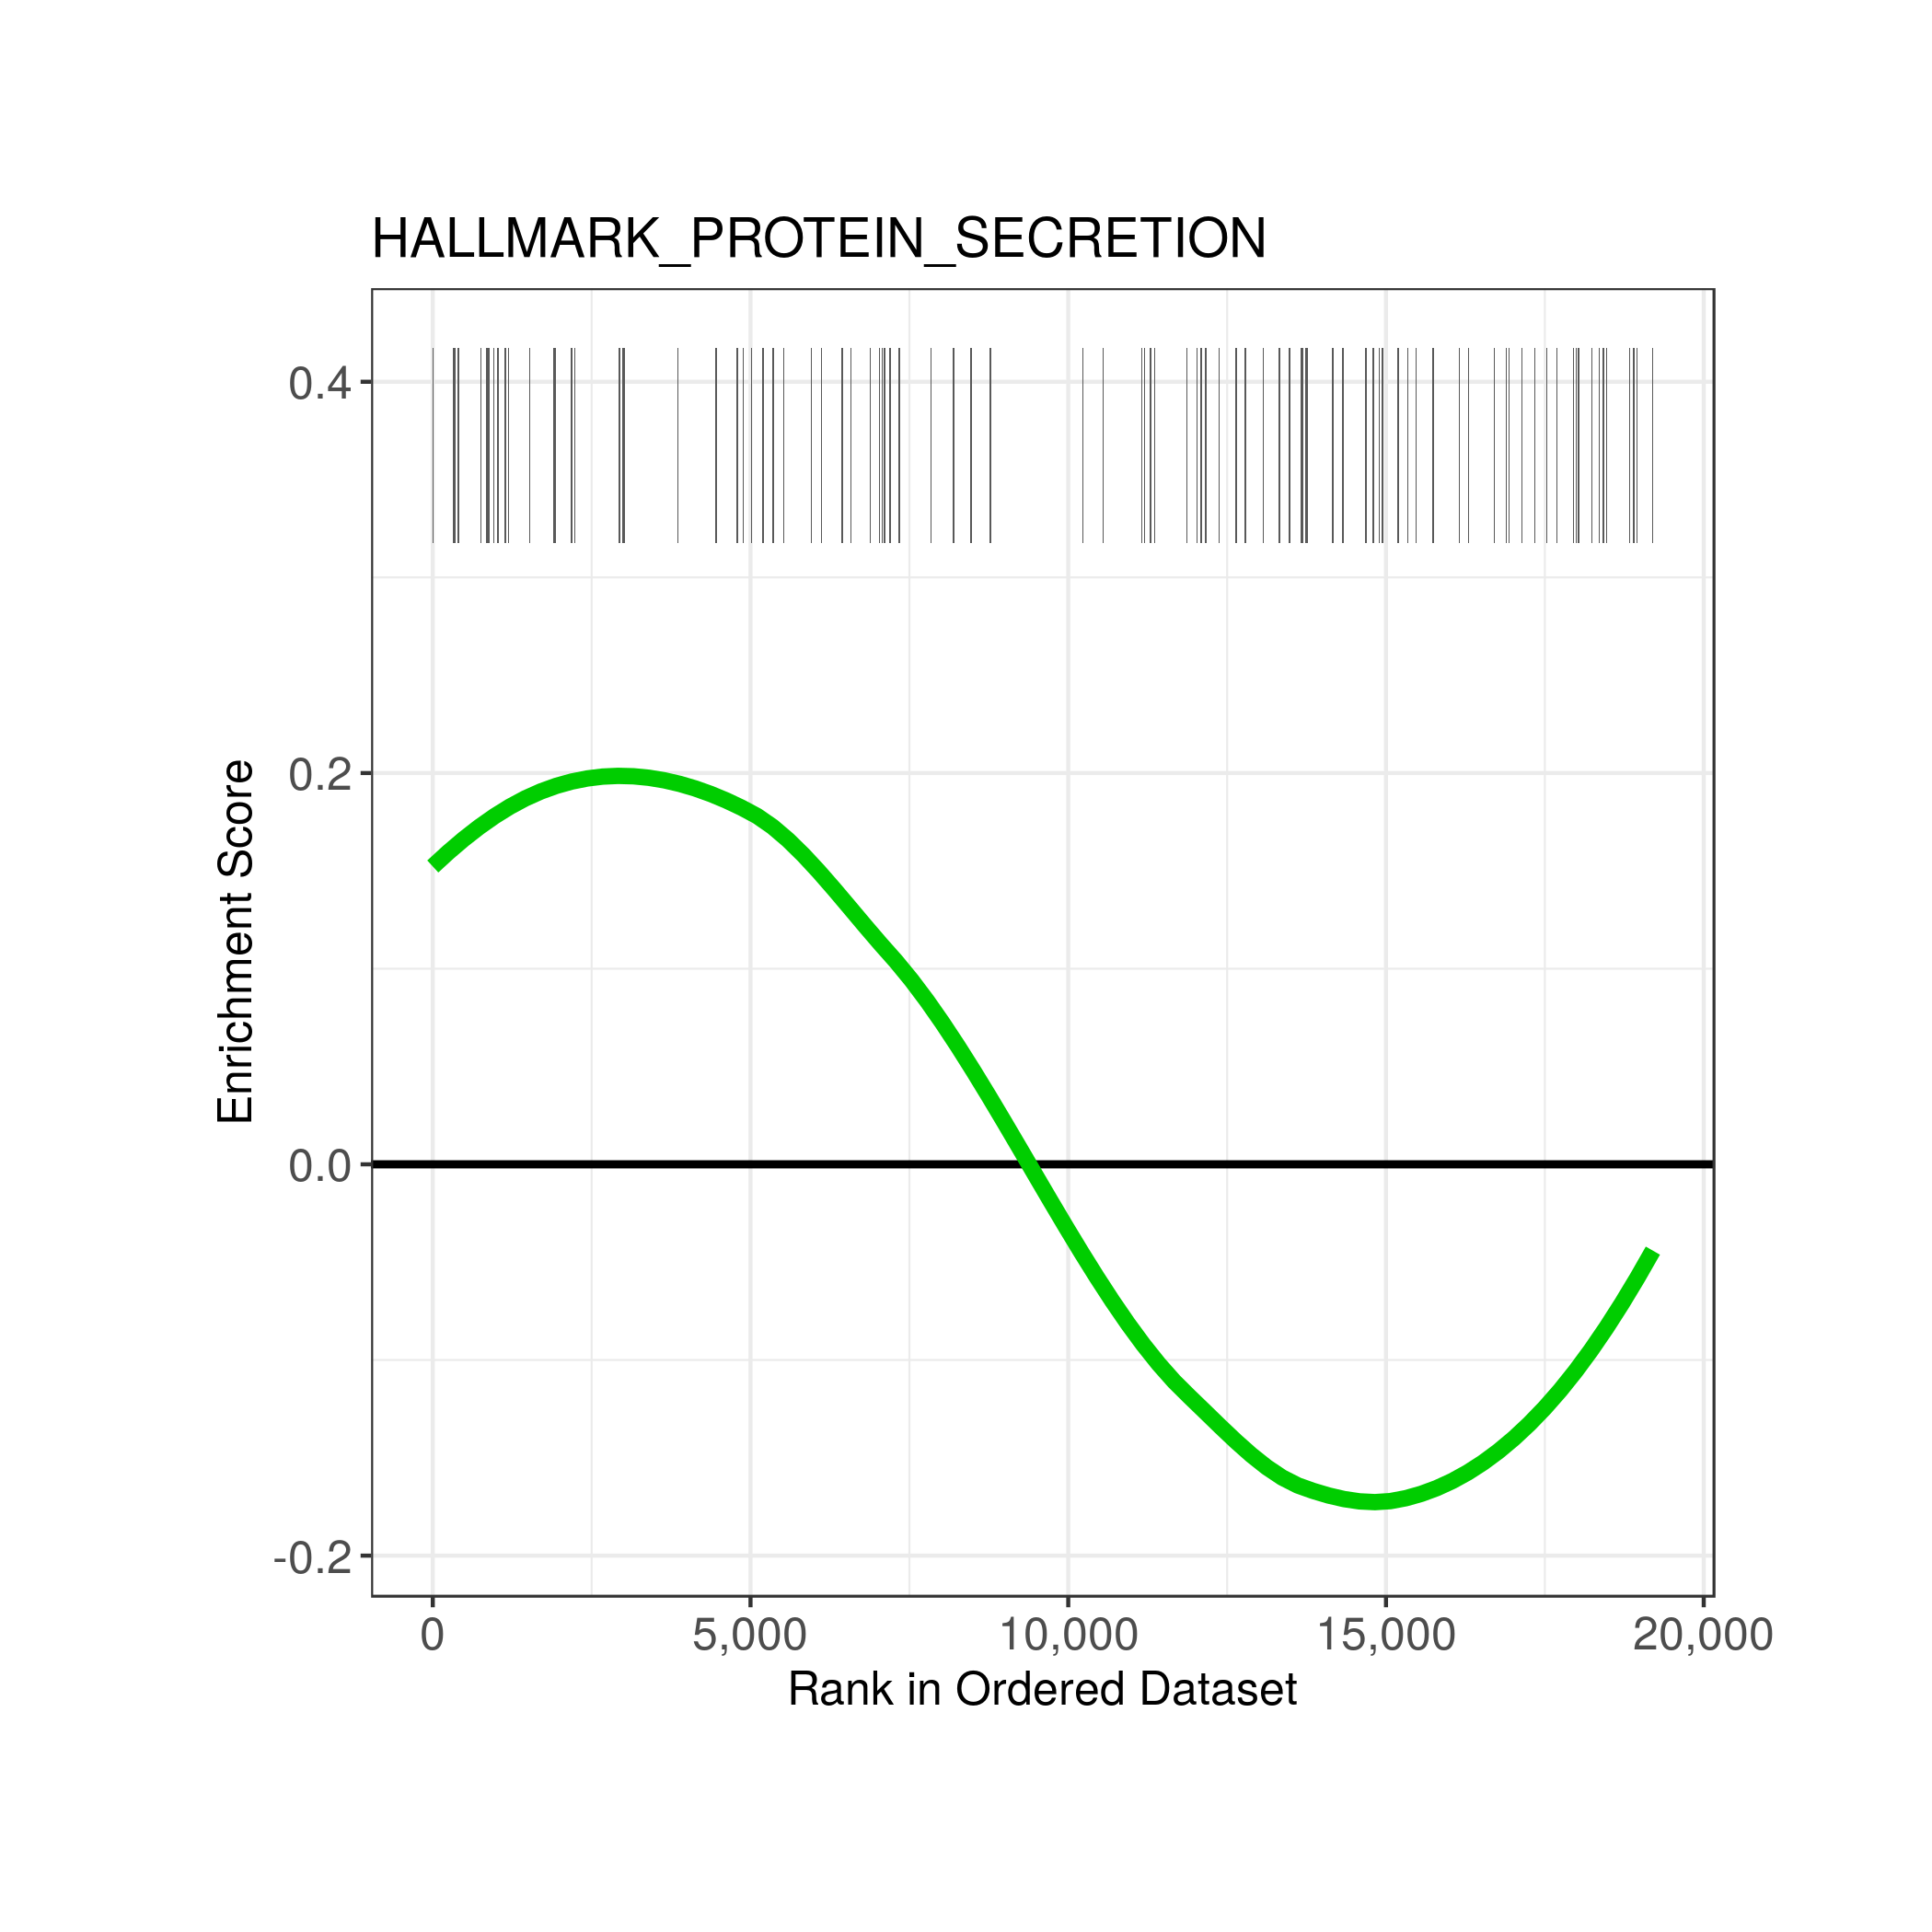 HALLMARK_PROTEIN_SECRETION
0.4
0.2
0.0
-0.2
Enrichment Score
0 5,000 10,000 15,000 20,000
Rank in Ordered Dataset